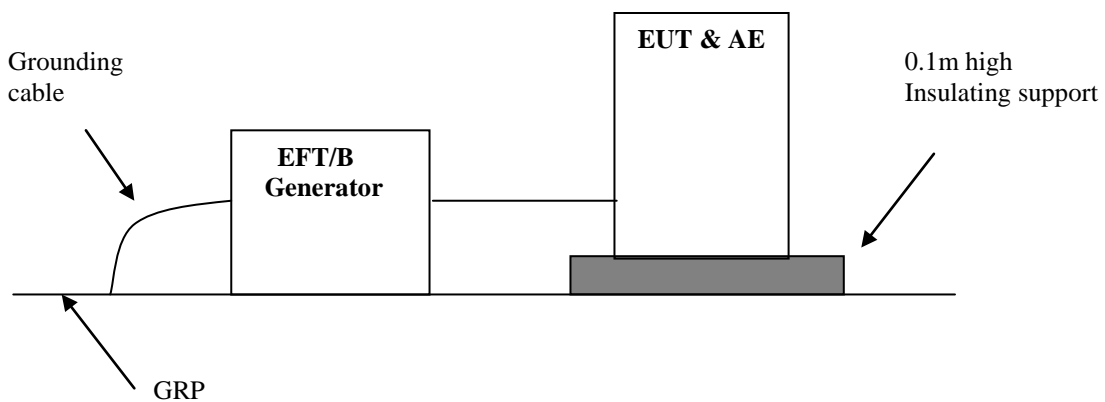 Grounding
cable
EFT/B
Generator
EUT & AE
0.1m high
Insulating support
GRP